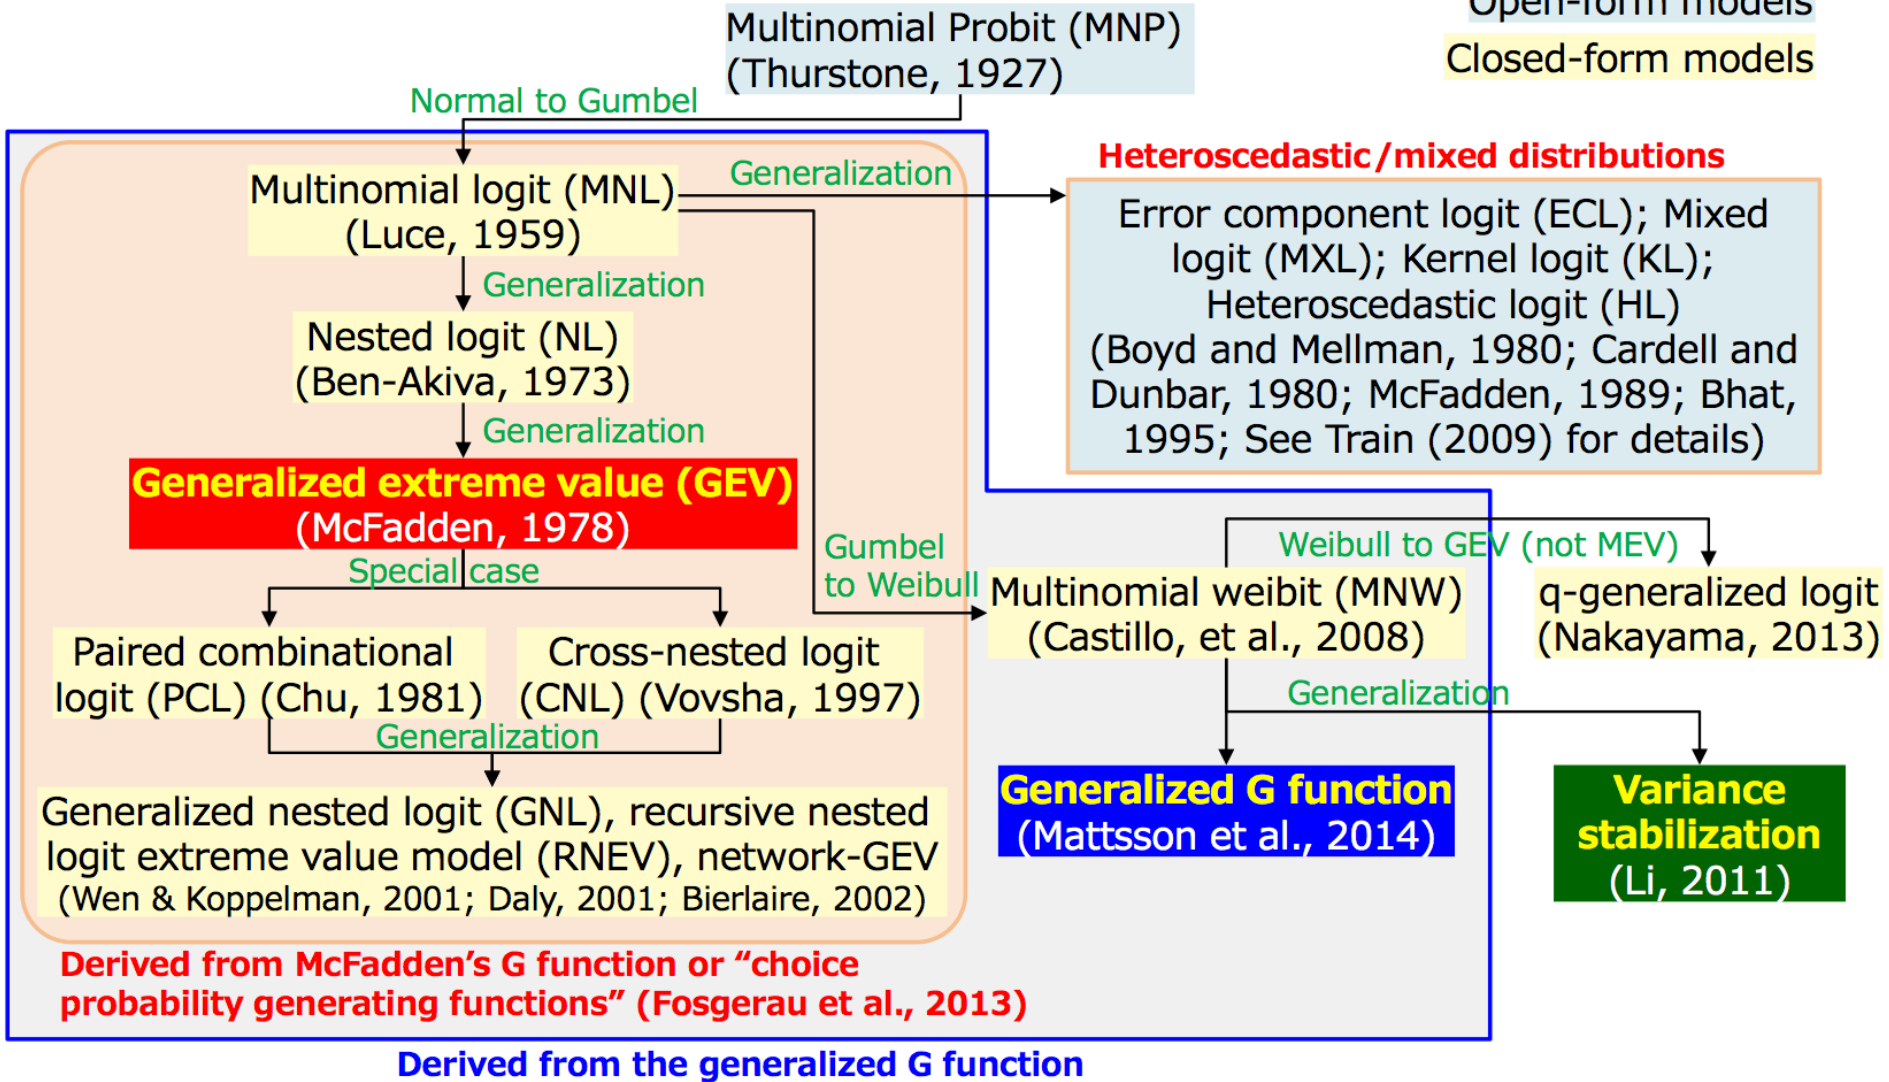 Open-form models
Closed-form models
Multinomial Probit (MNP)
(Thurstone, 1927)
Normal to Gumbel
Multinomial logit (MNL)
(Luce, 1959)
Generalization
Heteroscedastic/mixed distributions
Error component logit (ECL); Mixed
logit (MXL); Kernel logit (KL);
Heteroscedastic logit (HL)
(Boyd and Mellman, 1980; Cardell and
Dunbar, 1980; McFadden, 1989; Bhat,
1995; See Train (2009) for details)
Generalization
Nested logit (NL)
(Ben-Akiva, 1973)
Generalization
Generalized extreme value (GEV)
(McFadden, 1978)
Special case
Paired combinational
logit (PCL) (Chu, 1981)
Cross-nested logit
(CNL) (Vovsha, 1997)
Generalization
Generalized nested logit (GNL), recursive nested
logit extreme value model (RNEV), network-GEV
(Wen & Koppelman, 2001; Daly, 2001; Bierlaire, 2002)
Derived from McFadden’s G function or “choice
probability generating functions” (Fosgerau et al., 2013)
Gumbel
to Weibull
Multinomial weibit (MNW)
(Castillo, et al., 2008)
Weibull to GEV (not MEV)
q-generalized logit
(Nakayama, 2013)
Generalization
Generalized G function
(Mattsson et al., 2014)
Variance
stabilization
(Li, 2011)
Derived from the generalized G function